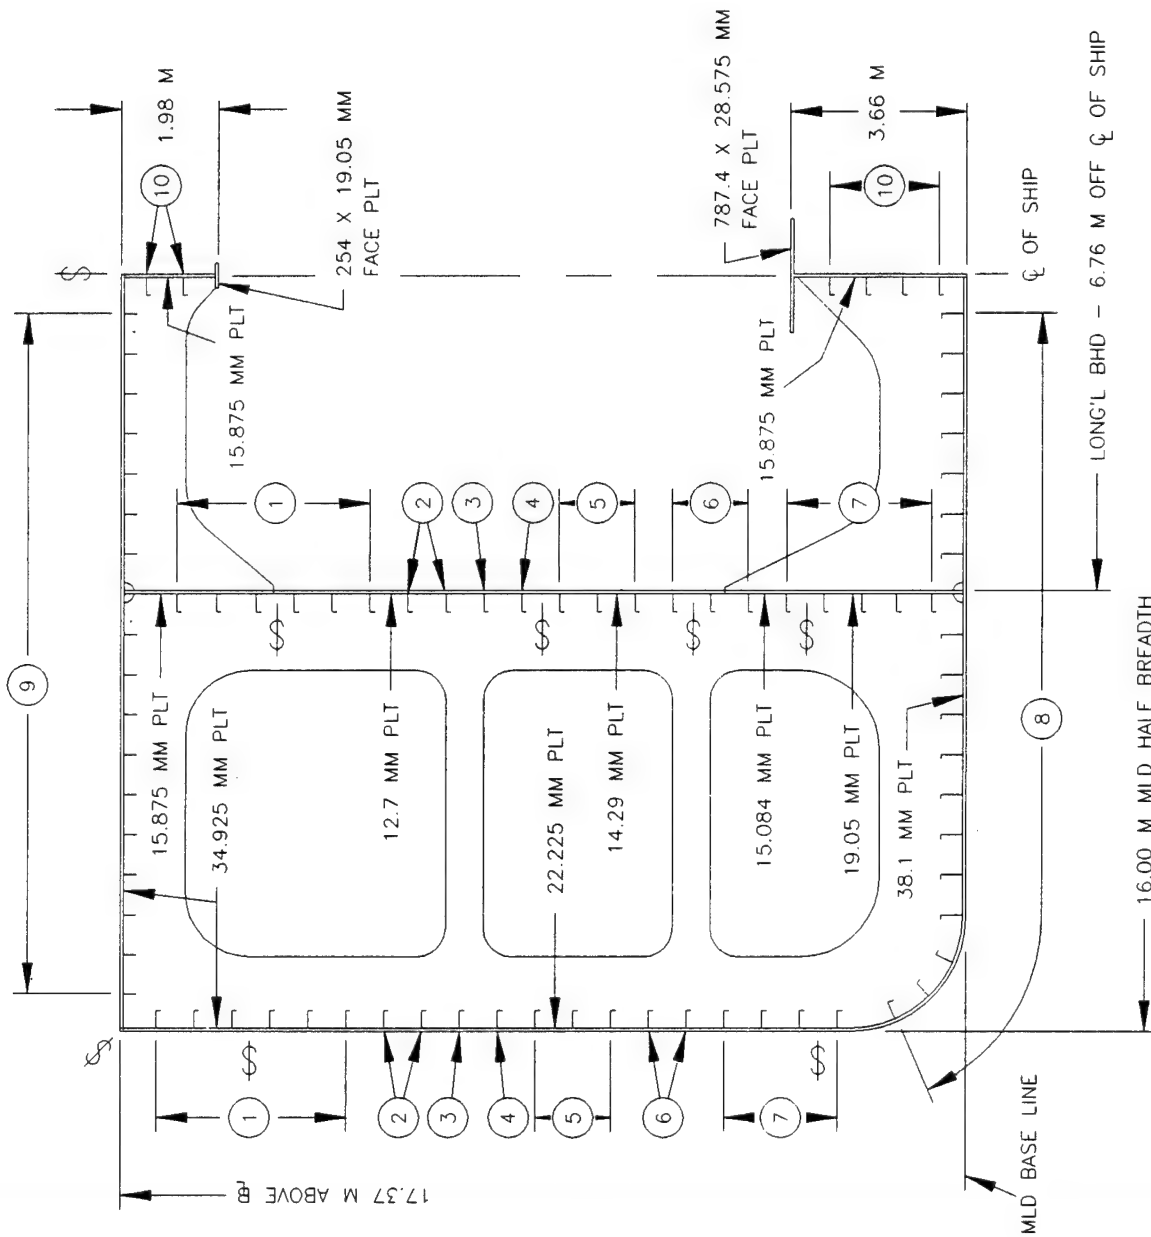 1.98 M
10
254 X 19.05 MM
FACE PLT
15.875 MM PLT
9
15.875 MM PLT
34.925 MM PLT
12.7 MM PLT
22.225 MM PLT
14.29 MM PLT
15.084 MM PLT
19.05 MM PLT
38.1 MM PLT
1
2
3
4
5
6
7
787.4 X 28.575 MM
FACE PLT
3.66 M
10
15.875 MM PLT
℄ OF SHIP
LONG'L BHD – 6.76 M OFF ℄ OF SHIP
8
16.00 M MLD HALF BREADTH
1
2
3
4
5
6
7
17.37 M ABOVE B
MLD BASE LINE